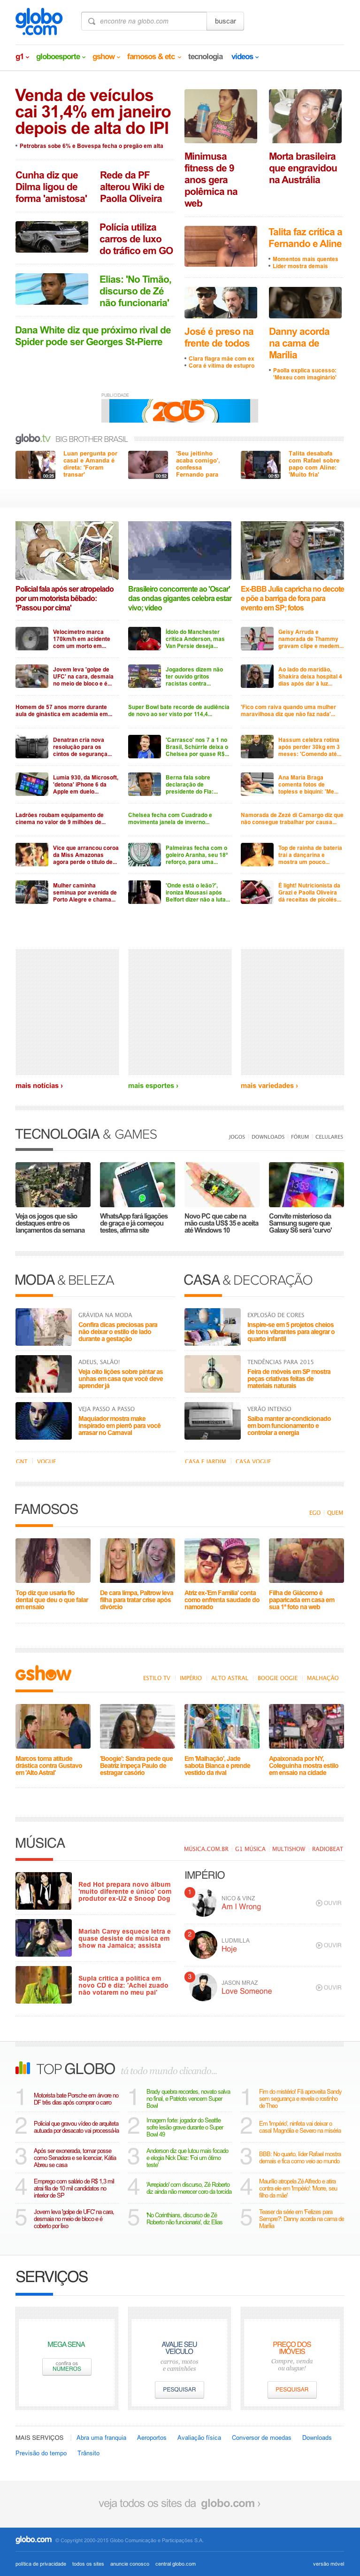 globo
.com
encontre na globo.com
buscar
g1
globoesporte
gshow
famosos & etc
tecnologia
vídeos
Venda de veículos
cai 31,4% em janeiro
depois de alta do IPI
Petrobras sobe 6% e Bovespa fecha o pregão em alta
Cunha diz que
Dilma ligou de
forma 'amistosa'
Rede da PF
alterou Wiki de
Paolla Oliveira
Polícia utiliza
carros de luxo
do tráfico em GO
Elias: 'No Timão,
discurso de Zé
não funcionaria'
Dana White diz que próximo rival de
Spider pode ser Georges St-Pierre
Minimusa
fitness de 9
anos gera
polêmica na
web
Morta brasileira
que engravidou
na Austrália
Talita faz crítica a
Fernando e Aline
Momentos mais quentes
Líder mostra demais
José é preso na
frente de todos
Clara flagra mãe com ex
Cora é vítima de estupro
Danny acorda
na cama de
Marília
Paolla explica sucesso:
'Mexeu com imaginário'
PUBLICIDADE
2015
globo.tv BIG BROTHER BRASIL
Luan pergunta por
casal e Amanda é
direta: 'Foram
transar'
'Seu jeitinho
acaba comigo',
confessa
Fernando para
Talita desabafa
com Rafael sobre
papo com Aline:
'Muito fria'
Policial fala após ser atropelado
por um motorista bêbado:
'Passou por cima'
Brasileiro concorrente ao 'Oscar'
das ondas gigantes celebra estar
vivo; vídeo
Ex-BBB Julia capricho no decote
e põe a barriga de fora para
evento em SP; fotos
Velocímetro marca
170km/h em acidente
com um morto em...
Ídolo do Manchester
critica Anderson, mas
Van Persie deseja...
Geisy Arruda e
namorada de Thammy
gravam clipe e medem...
Jovem leva 'golpe de
UFC' na cara, desmaia
no meio de bloco e é...
Jogadores dizem não
ter ouvido gritos
racistas contra...
Ao lado do maridão,
Shakira deixa hospital 4
dias após dar à luz...
Homem de 57 anos morre durante
aula de ginástica em academia em...
Super Bowl bate recorde de audiência
de novo ao ser visto por 114,4...
'Fico com raiva quando uma mulher
maravilhosa diz que não faz nada'...
Denatran cria nova
resolução para os
cintos de segurança...
'Carrasco' nos 7 a 1 no
Brasil, Schürrle deixa o
Chelsea por quase R$...
Hassum celebra rotina
após perder 30kg em 3
meses: 'Comendo até...
Lumia 930, da Microsoft,
'detona' iPhone 6 da
Apple em duelo...
Berna fala sobre
declaração de
presidente do Fla:...
Ana Maria Braga
comenta fotos de
topless e biquíni: 'Me...
Ladrões roubam equipamento de
cinema no valor de 9 milhões de...
Chelsea fecha com Cuadrado e
movimenta janela de inverno...
Namorada de Zezé di Camargo diz que
não consegue trabalhar por causa...
Vice que arrancou coroa
da Miss Amazonas
agora perde o título de...
Palmeiras fecha com o
goleiro Aranha, seu 18º
reforço, para uma...
Top de rainha de bateria
trai a dançarina e
mostra um pouco...
Mulher caminha
seminua por avenida de
Porto Alegre e chama...
'Onde está o leão?',
ironiza Mousasi após
Belfort dizer não a luta...
É light! Nutricionista da
Grazi e Paolla Oliveira
dá receitas de picolés...
mais notícias ›
mais esportes ›
mais variedades ›
TECNOLOGIA & GAMES
JOGOS
DOWNLOADS
FÓRUM
CELULARES
Veja os jogos que são
destaques entre os
lançamentos da semana
WhatsApp fará ligações
de graça e já começou
testes, afirma site
Novo PC que cabe na
mão custa US$ 35 e aceita
até Windows 10
Convite misterioso da
Samsung sugere que
Galaxy S6 será 'curvo'
MODA & BELEZA
CASA & DECORAÇÃO
GRÁVIDA NA MODA
Confira dicas preciosas para
não deixar o estilo de lado
durante a gestação
EXPLOSÃO DE CORES
Inspire-se em 5 projetos cheios
de tons vibrantes para alegrar o
quarto infantil
ADEUS, SALÃO!
Veja oito lições sobre pintar as
unhas em casa que você deve
aprender já
TENDÊNCIAS PARA 2015
Feira de móveis em SP mostra
peças criativas feitas de
materiais naturais
VEJA PASSO A PASSO
Maquiador mostra make
inspirado em pierrô para você
arrasar no Carnaval
VERÃO INTENSO
Saiba manter ar-condicionado
em bom funcionamento e
controlar a energia
GNT
VOGUE
CASA E JARDIM
CASA VOGUE
FAMOSOS
EGO
QUEM
Top diz que usaria fio
dental que deu o que falar
em ensaio
De cara limpa, Paltrow leva
filha para tratar crise após
divórcio
Atriz ex-'Em Família' conta
como enfrenta saudade do
namorado
Filha de Giácomo é
paparicada em casa em
sua 1ª foto na web
gshow
ESTILO TV
IMPÉRIO
ALTO ASTRAL
BOOGIE OOGIE
MALHAÇÃO
Marcos toma atitude
drástica contra Gustavo
em 'Alto Astral'
'Boogie': Sandra pede que
Beatriz impeça Paulo de
estragar casório
Em 'Malhação', Jade
sabota Bianca e prende
vestido da rival
Apaixonada por NY,
Coleguinha mostra estilo
em ensaio na cidade
MÚSICA
MÚSICA.COM.BR
G1 MÚSICA
MULTISHOW
RADIOBEAT
Red Hot prepara novo álbum
'muito diferente e único' com
produtor ex-U2 e Snoop Dog
Mariah Carey esquece letra e
quase desiste de música em
show na Jamaica; assista
Supla critica a política em
novo CD e diz: 'Achei zuado
não votarem no meu pai'
IMPÉRIO
1
NICO & VINZ
Am I Wrong
OUVIR
2
LUDMILLA
Hoje
OUVIR
3
JASON MRAZ
Love Someone
OUVIR
TOP GLOBO tá todo mundo clicando...
1
Motorista bate Porsche em árvore no
DF três dias após comprar o carro
1
Brady quebra recordes, novato salva
no final, e Patriots vencem Super
Bowl
1
Fim do mistério! Fã aproveita Sandy
sem segurança e revela o rostinho
de Theo
2
Policial que gravou vídeo de arquiteta
autuada por desacato vai processá-la
2
Imagem forte: jogador do Seattle
sofre lesão grave durante o Super
Bowl 49
2
Em 'Império', ninfeta vai deixar o
casal Magnólia e Severo na miséria
3
Após ser exonerada, tomar posse
como Senadora e se licenciar, Kátia
Abreu se casa
3
Anderson diz que lutou mais focado
e elogia Nick Diaz: 'Foi um ótimo
teste'
3
BBB: No quarto, líder Rafael mostra
demais e fica como veio ao mundo
4
Emprego com salário de R$ 1,3 mil
atrai fila de 10 mil candidatos no
interior de SP
4
'Arrepiado' com discurso, Zé Roberto
diz ainda não merecer coro da torcida
4
Maurílio atropela Zé Alfredo e atira
contra ele em 'Império': 'Morre, seu
filho da mãe'
5
Jovem leva 'golpe de UFC' na cara,
desmaia no meio de bloco e é
coberto por lixo
5
'No Corinthians, discurso de Zé
Roberto não funcionaria', diz Elias
5
Teaser da série em 'Felizes para
Sempre?': Danny acorda na cama de
Marília
SERVIÇOS
MEGA SENA
confira os
NÚMEROS
AVALIE SEU
VEÍCULO
carros, motos
e caminhões
PESQUISAR
PREÇO DOS
IMÓVEIS
Compre, venda
ou alugue!
PESQUISAR
MAIS SERVIÇOS
Abra uma franquia
Aeroportos
Avaliação física
Conversor de moedas
Downloads
Previsão do tempo
Trânsito
veja todos os sites da globo.com ›
globo.com © Copyright 2000-2015 Globo Comunicação e Participações S.A.
política de privacidade
todos os sites
anuncie conosco
central globo.com
versão móvel